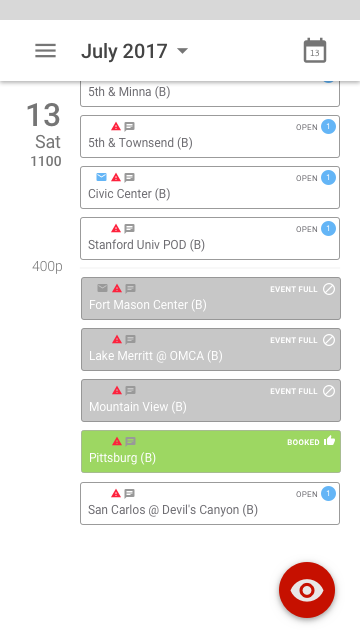 July 2017
13
5th & Minna (B)
13
Sat
1100
OPEN 1
5th & Townsend (B)
OPEN 1
Civic Center (B)
OPEN 1
Stanford Univ POD (B)
400p
EVENT FULL
Fort Mason Center (B)
EVENT FULL
Lake Merritt @ OMCA (B)
EVENT FULL
Mountain View (B)
BOOKED
Pittsburg (B)
OPEN 1
San Carlos @ Devil's Canyon (B)